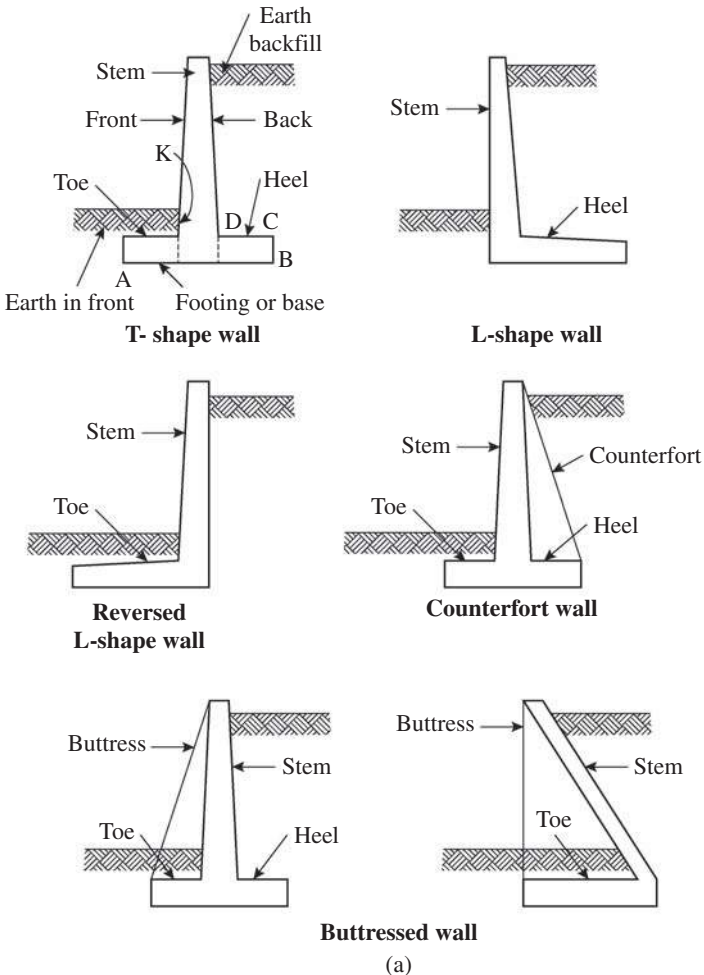 Earth
backfill
Stem
Front
Back
K
Toe
Heel
D
C
B
A
Earth in front
Footing or base
T- shape wall
Stem
Heel
L-shape wall
Stem
Toe
Reversed
L-shape wall
Stem
Counterfort
Toe
Heel
Counterfort wall
Buttress
Stem
Toe
Heel
Buttress
Stem
Toe
Buttressed wall
(a)